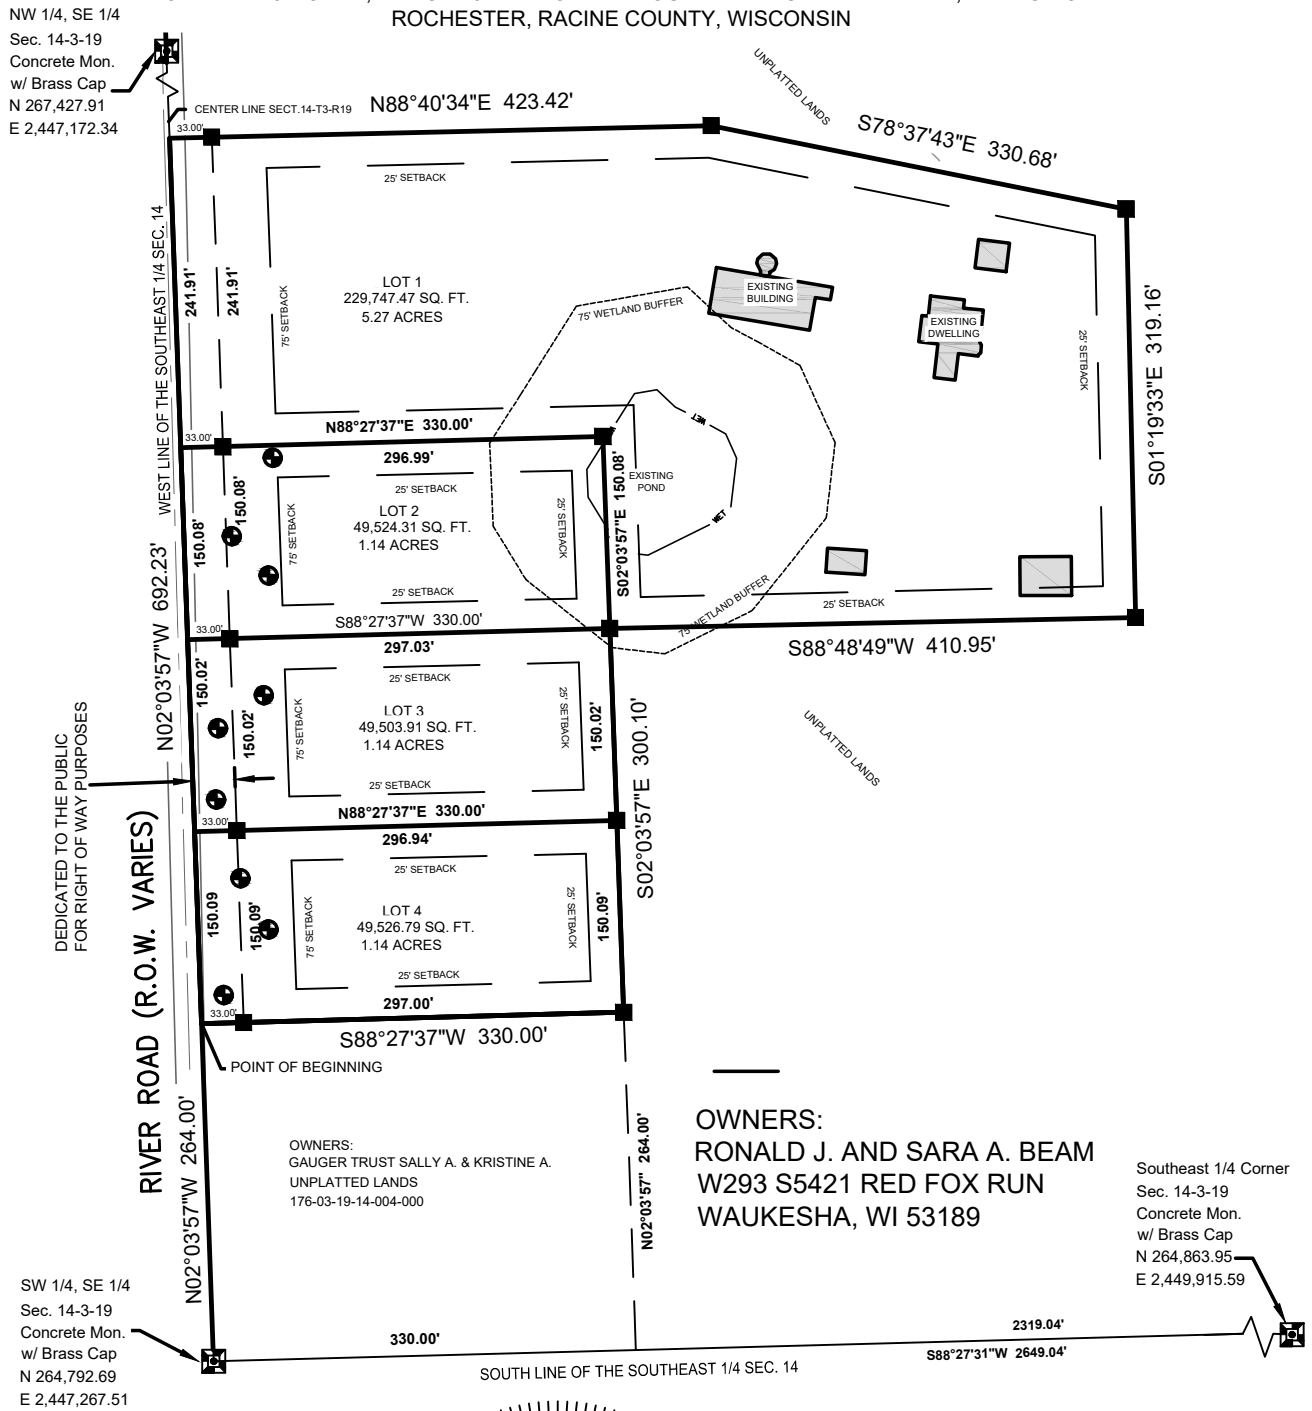 ROCHESTER, RACINE COUNTY, WISCONSIN
NW 1/4, SE 1/4
Sec. 14-3-19
Concrete Mon.
w/ Brass Cap
N 267,427.91
E 2,447,172.34
CENTER LINE SECT.14-T3-R19
N88°40'34"E 423.42'
UNPLATTED LANDS
S78°37'43"E 330.68'
33.00'
25' SETBACK
WEST LINE OF THE SOUTHEAST 1/4 SEC. 14
241.91'
241.91'
75' SETBACK
LOT 1
229,747.47 SQ. FT.
5.27 ACRES
75' WETLAND BUFFER
EXISTING
BUILDING
EXISTING
DWELLING
25' SETBACK
S01°19'33"E 319.16'
N88°27'37"E 330.00'
33.00'
296.99'
WET
EXISTING
POND
WET
25' SETBACK
150.08'
150.08'
75' SETBACK
LOT 2
49,524.31 SQ. FT.
1.14 ACRES
25' SETBACK
S02°03'57"E 150.08'
25' SETBACK
75' WETLAND BUFFER
25' SETBACK
S88°27'37"W 330.00'
33.00'
297.03'
S88°48'49"W 410.95'
N02°03'57"W 692.23'
150.02'
150.02'
25' SETBACK
75' SETBACK
LOT 3
49,503.91 SQ. FT.
1.14 ACRES
25' SETBACK
150.02'
S02°03'57"E 300.10'
UNPLATTED LANDS
25' SETBACK
DEDICATED TO THE PUBLIC
FOR RIGHT OF WAY PURPOSES
N88°27'37"E 330.00'
33.00'
296.94'
25' SETBACK
RIVER ROAD (R.O.W. VARIES)
150.09
150.09'
75' SETBACK
LOT 4
49,526.79 SQ. FT.
1.14 ACRES
25' SETBACK
150.09'
25' SETBACK
297.00'
33.00'
S88°27'37"W 330.00'
POINT OF BEGINNING
N02°03'57"W 264.00'
OWNERS:
GAUGER TRUST SALLY A. & KRISTINE A.
UNPLATTED LANDS
176-03-19-14-004-000
N02°03'57" 264.00'
OWNERS:
RONALD J. AND SARA A. BEAM
W293 S5421 RED FOX RUN
WAUKESHA, WI 53189
Southeast 1/4 Corner
Sec. 14-3-19
Concrete Mon.
w/ Brass Cap
N 264,863.95
E 2,449,915.59
SW 1/4, SE 1/4
Sec. 14-3-19
Concrete Mon.
w/ Brass Cap
N 264,792.69
E 2,447,267.51
330.00'
2319.04'
S88°27'31"W 2649.04'
SOUTH LINE OF THE SOUTHEAST 1/4 SEC. 14